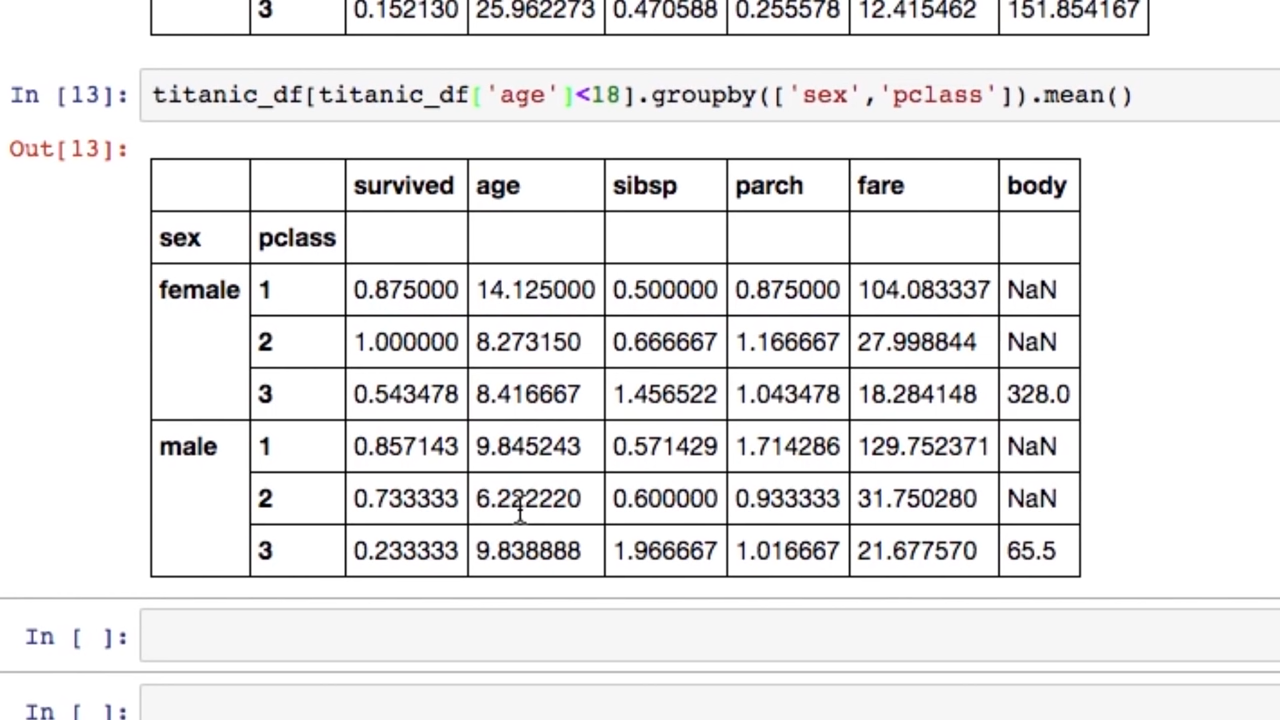 3 0.152130 25.962273 0.470588 0.255578 12.415462 151.854167
In [13]: titanic_df[titanic_df['age']<18].groupby(['sex','pclass']).mean()
Out[13]:
survived age sibsp parch fare body
sex pclass
female 1 0.875000 14.125000 0.500000 0.875000 104.083337 NaN
2 1.000000 8.273150 0.666667 1.166667 27.998844 NaN
3 0.543478 8.416667 1.456522 1.043478 18.284148 328.0
male 1 0.857143 9.845243 0.571429 1.714286 129.752371 NaN
2 0.733333 6.222220 0.600000 0.933333 31.750280 NaN
3 0.233333 9.838888 1.966667 1.016667 21.677570 65.5
In [ ]:
In [ ]: